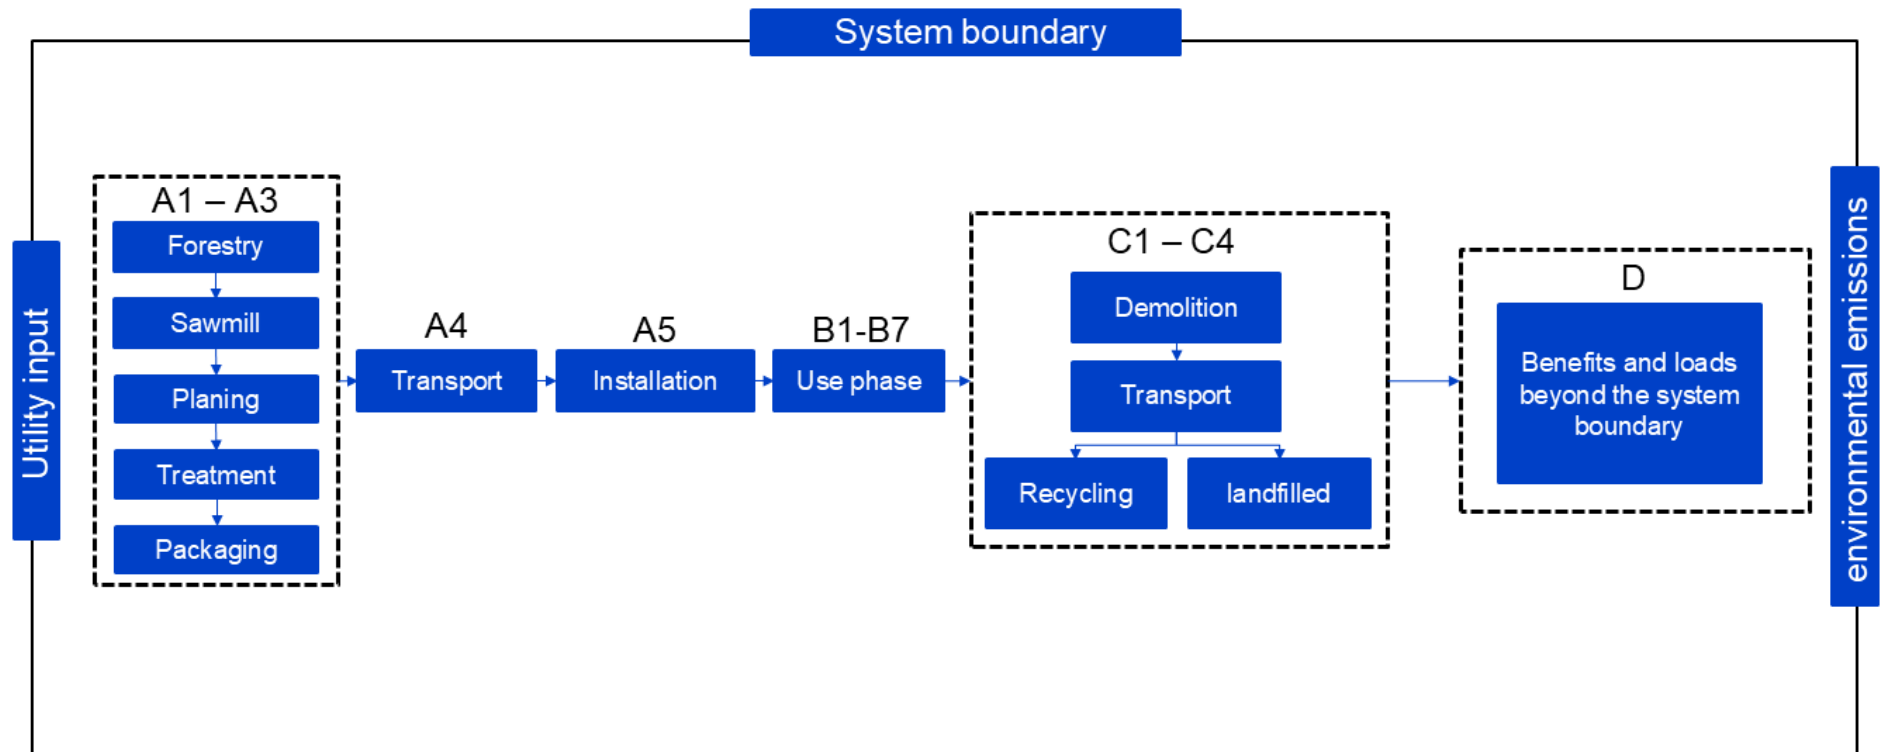 System boundary
Utility input
A1 – A3
Forestry
Sawmill
Planing
Treatment
Packaging
A4
Transport
A5
Installation
B1-B7
Use phase
C1 – C4
Demolition
Transport
Recycling
landfilled
D
Benefits and loads
beyond the system
boundary
environmental emissions